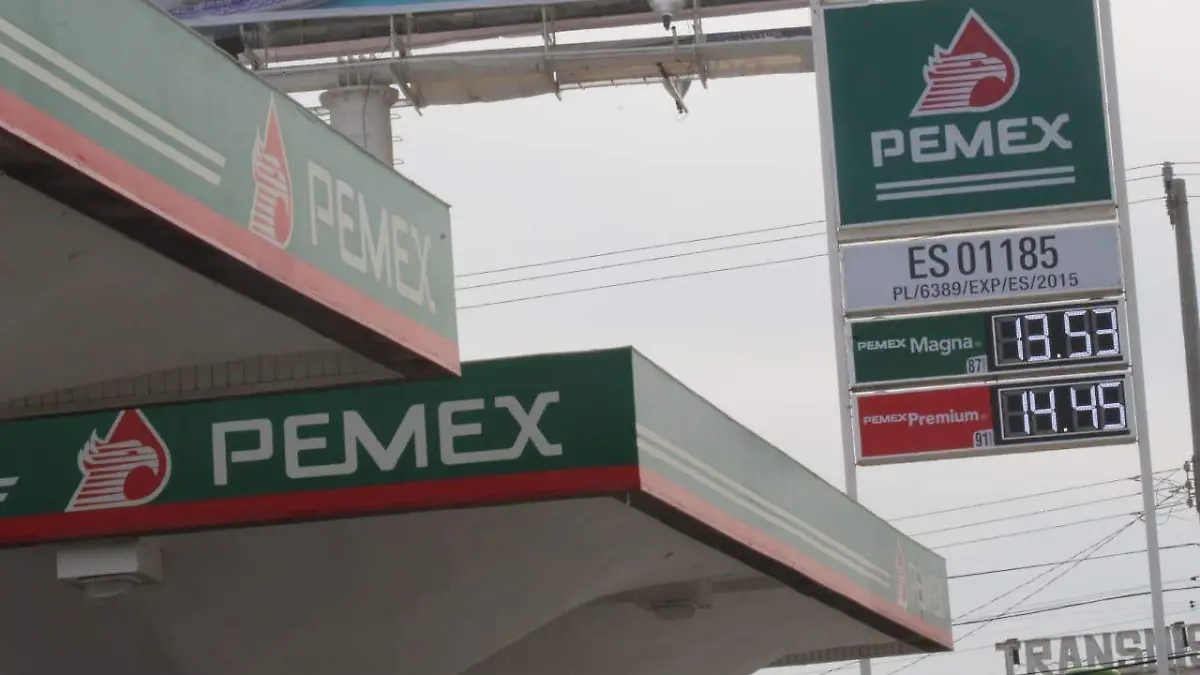 PEMEX
PEMEX
ES 01185
PL/6389/EXP/ES/2015
PEMEX Magna 87 13.53
PEMEX Premium 91 14.45
PEMEX
PEMEX